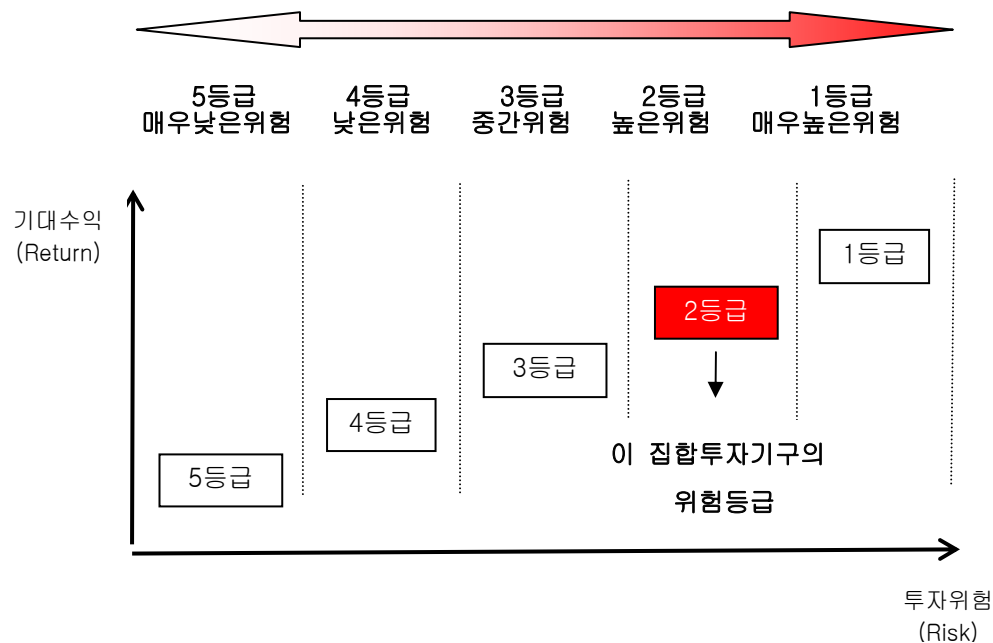 5등급
매우낮은위험
4등급
낮은위험
3등급
중간위험
2등급
높은위험
1등급
매우높은위험
기대수익
(Return)
1등급
2등급
3등급
4등급
5등급
이 집합투자기구의
위험등급
투자위험
(Risk)